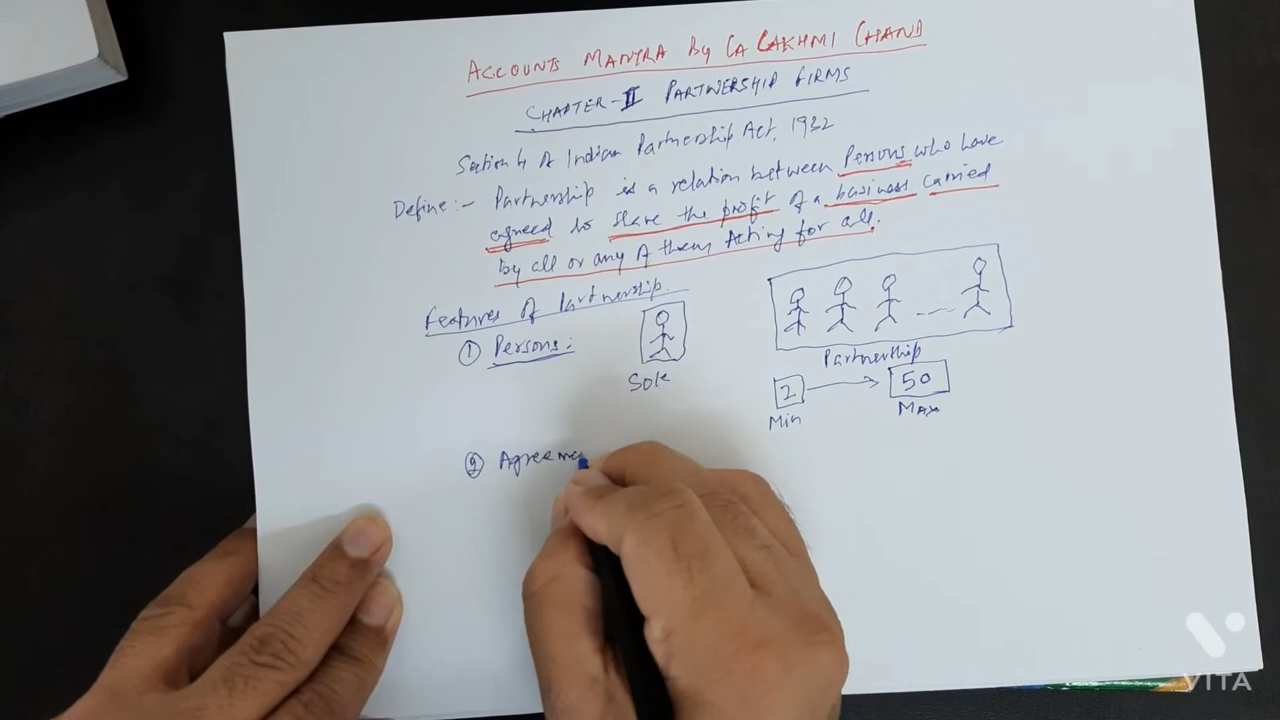 ACCOUNTS MANTRA By CA LAKHMI CHAND
CHAPTER-II PARTNERSHIP FIRMS
Section 4 of Indian Partnership Act, 1932
Define:- Partnership is a relation between Persons who have
agreed to share the profit of a business carried
by all or any of them Acting for all.
Features of Partnership
① Persons:
Sole
Partnership
2 50
Min Max
② Agreeme
VITA